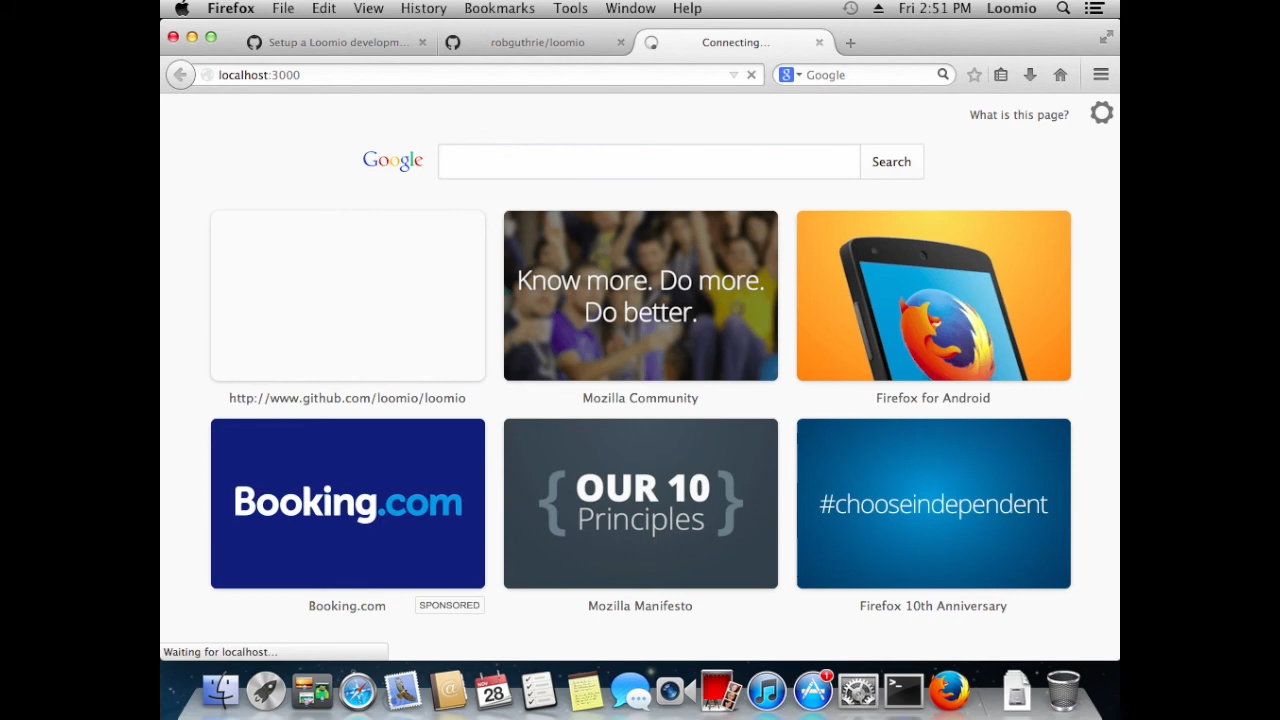 Firefox File Edit View History Bookmarks Tools Window Help Fri 2:51 PM Loomio
Setup a Loomio developm... robguthrie/loomio Connecting...
localhost:3000 Google
What is this page?
Google Search
Know more. Do more.
Do better.
http://www.github.com/loomio/loomio Mozilla Community Firefox for Android
Booking.com
{ OUR 10
Principles }
#chooseindependent
Booking.com SPONSORED Mozilla Manifesto Firefox 10th Anniversary
Waiting for localhost...
NOV
28
1